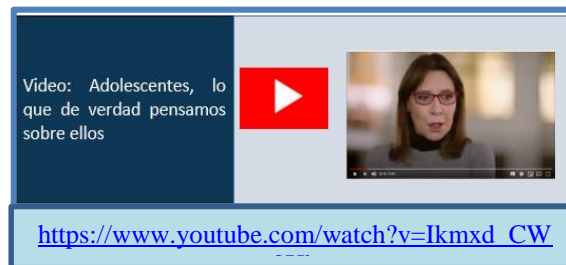 Video: Adolescentes, lo
que de verdad pensamos
sobre ellos
https://www.youtube.com/watch?v=Ikmxd_CW